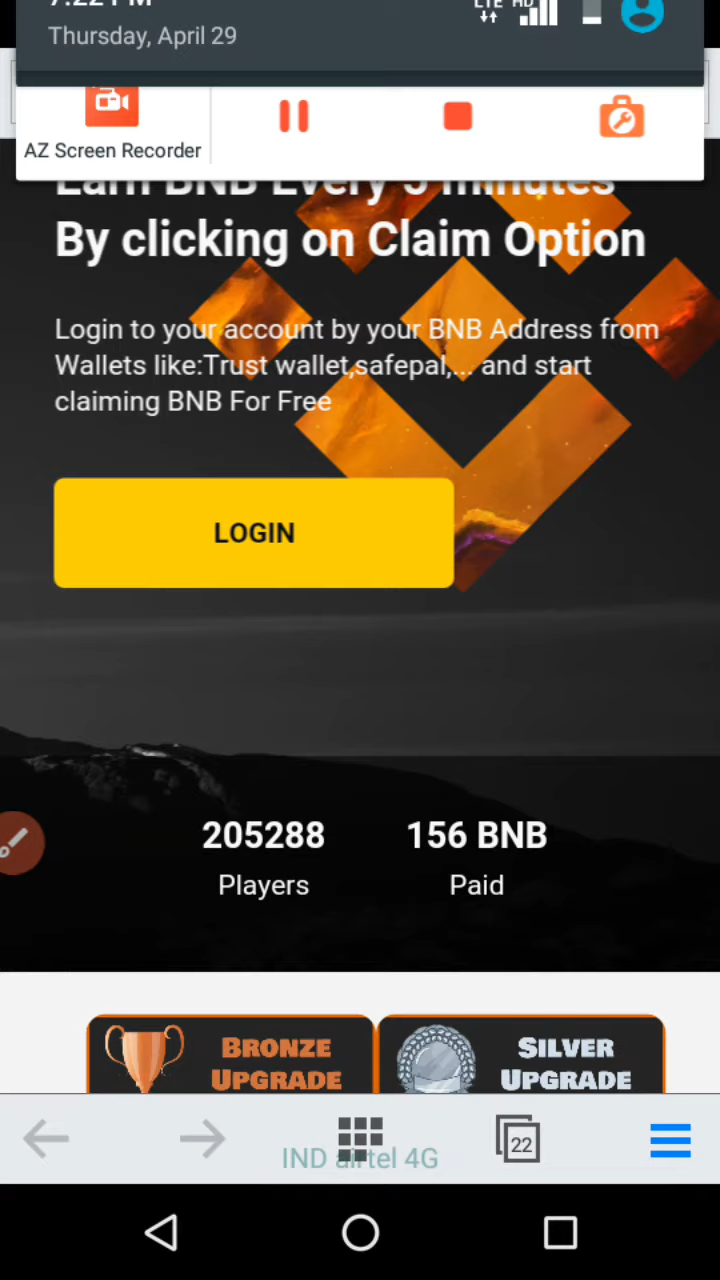 Thursday, April 29
LTE HD
AZ Screen Recorder
By clicking on Claim Option
Login to your account by your BNB Address from
Wallets like:Trust wallet,safepal,... and start
claiming BNB For Free
LOGIN
205288 156 BNB
Players Paid
BRONZE UPGRADE
SILVER UPGRADE
22
IND airtel 4G